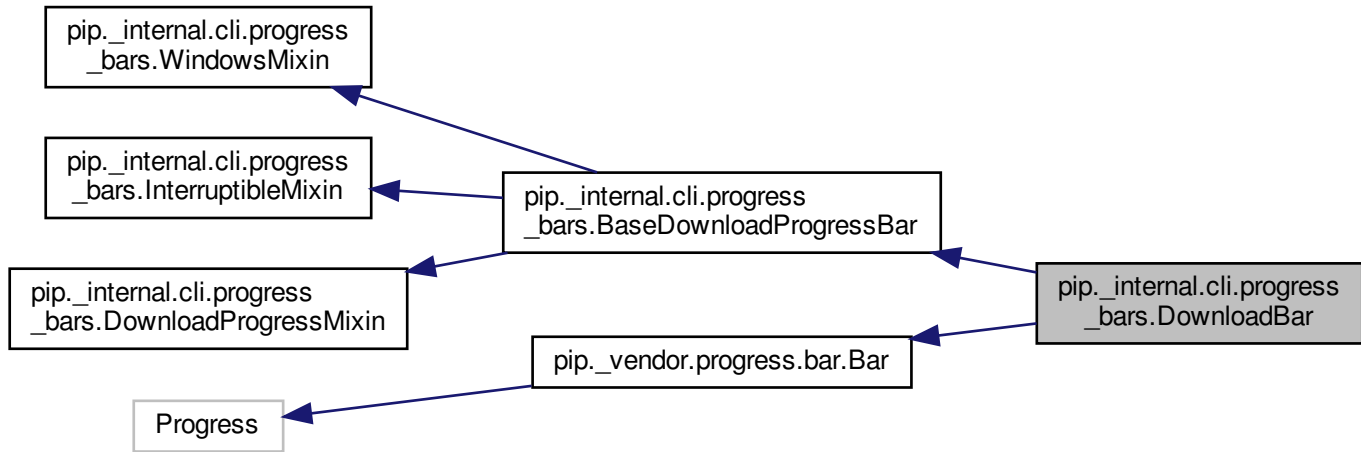 pip._internal.cli.progress
_bars.WindowsMixin
pip._internal.cli.progress
_bars.InterruptibleMixin
pip._internal.cli.progress
_bars.BaseDownloadProgressBar
pip._internal.cli.progress
_bars.DownloadProgressMixin
pip._internal.cli.progress
_bars.DownloadBar
pip._vendor.progress.bar.Bar
Progress